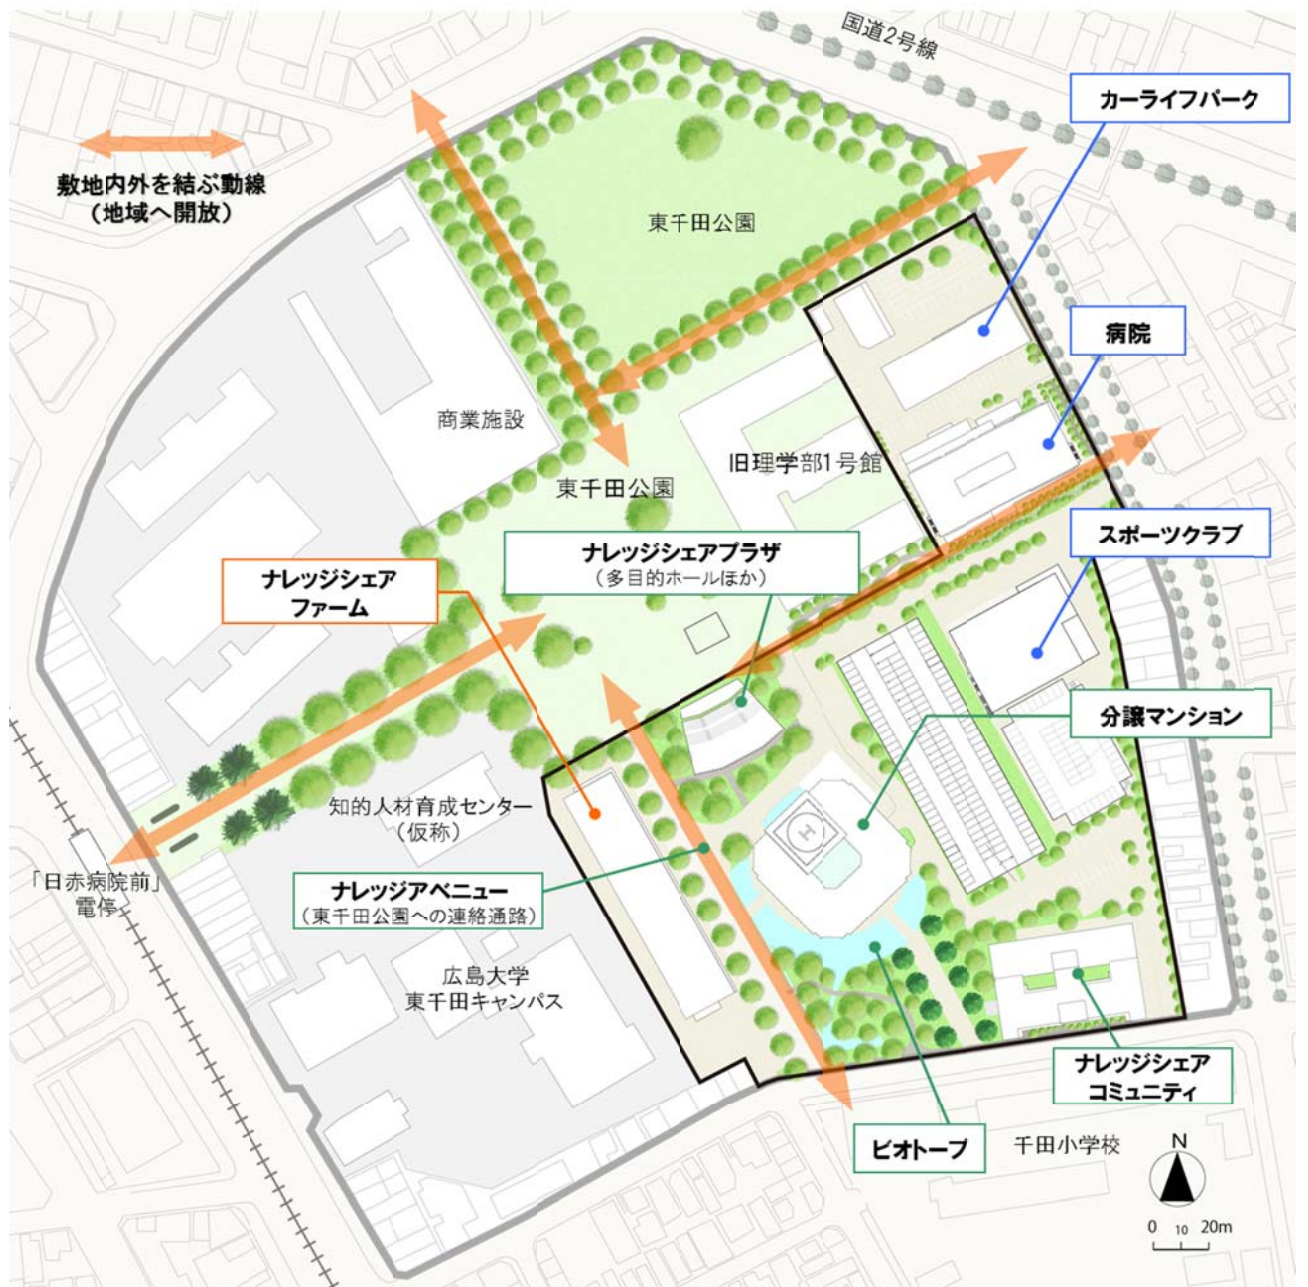 国道2号線
カーライフパーク
敷地内外を結ぶ動線
(地域へ開放)
東千田公園
病院
商業施設
旧理学部1号館
東千田公園
スポーツクラブ
ナレッジシェアプラザ
(多目的ホールほか)
ナレッジシェア
ファーム
分譲マンション
知的人材育成センター
(仮称)
「日赤病院前」
電停
ナレッジアベニュー
(東千田公園への連絡通路)
H
広島大学
東千田キャンパス
ナレッジシェア
コミュニティ
ビオトープ
千田小学校
N
0 10 20m